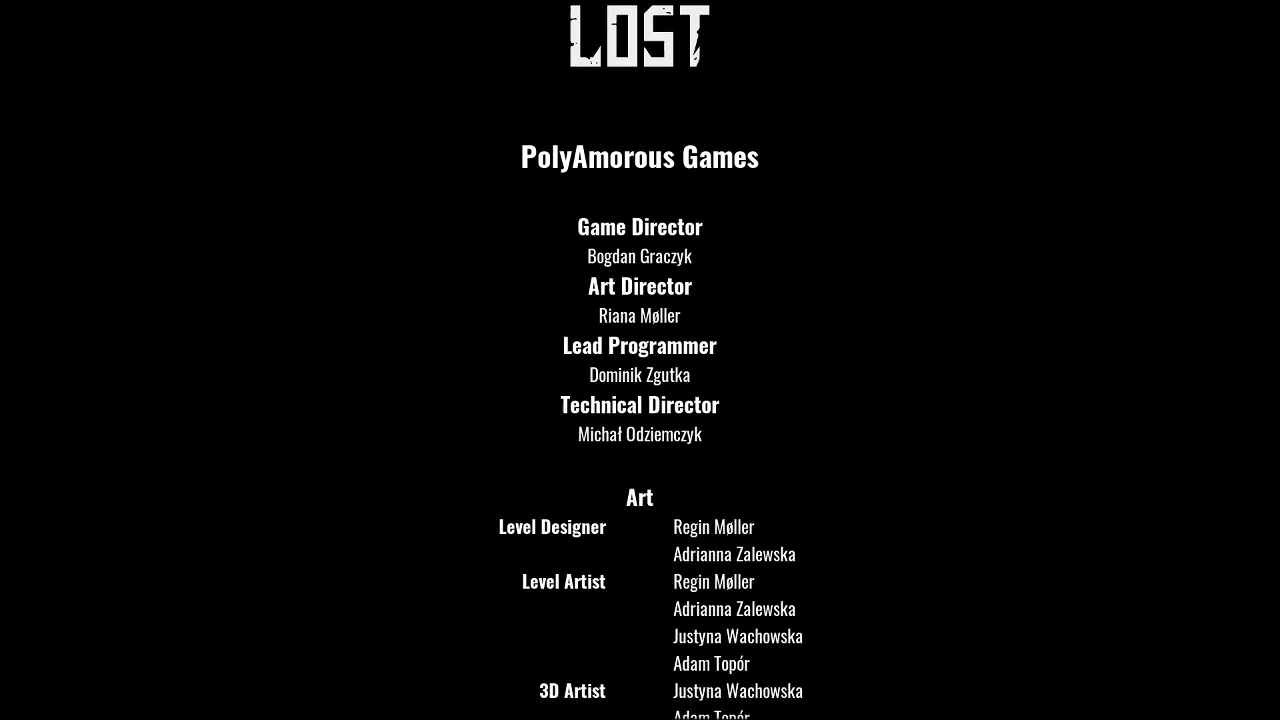 LOST
PolyAmorous Games
Game Director
Bogdan Graczyk
Art Director
Riana Møller
Lead Programmer
Dominik Zgutka
Technical Director
Michał Odziemczyk
Art
Level Designer Regin Møller
Adrianna Zalewska
Level Artist Regin Møller
Adrianna Zalewska
Justyna Wachowska
Adam Topór
3D Artist Justyna Wachowska
Adam Topór